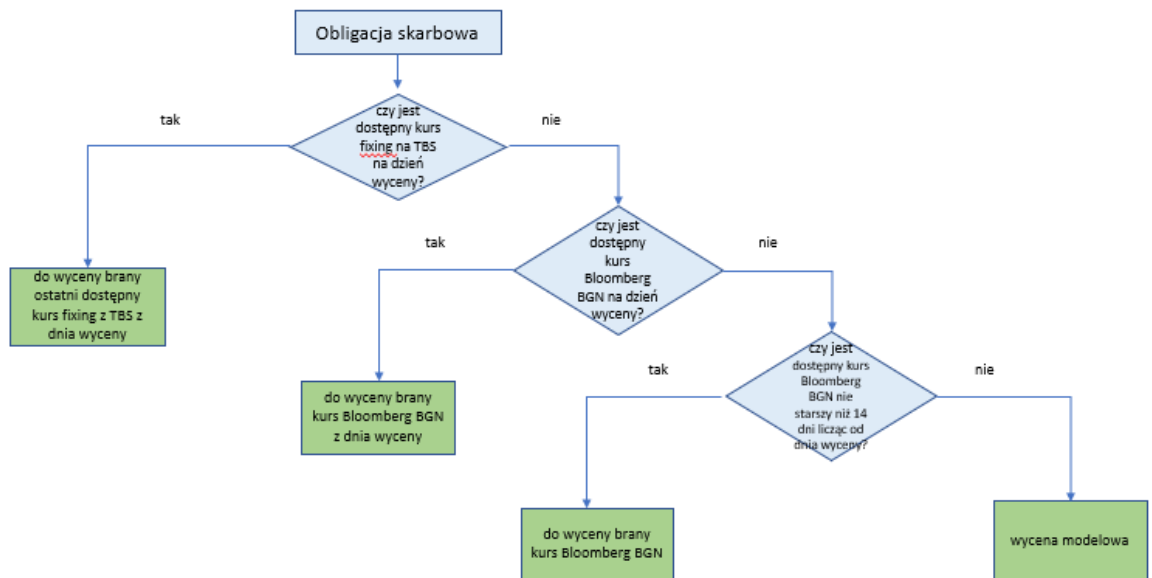 Obligacja skarbowa
czy jest
dostępny kurs
fixing na TBS
na dzień
wyceny?
tak
nie
do wyceny brany
ostatni dostępny
kurs fixing z TBS z
dnia wyceny
czy jest
dostępny
kurs
Bloomberg
BGN na dzień
wyceny?
tak
nie
do wyceny brany
kurs Bloomberg BGN
z dnia wyceny
czy jest
dostępny kurs
Bloomberg
BGN nie
starszy niż 14
dni licząc od
dnia wyceny?
tak
nie
do wyceny brany
kurs Bloomberg BGN
wycena modelowa